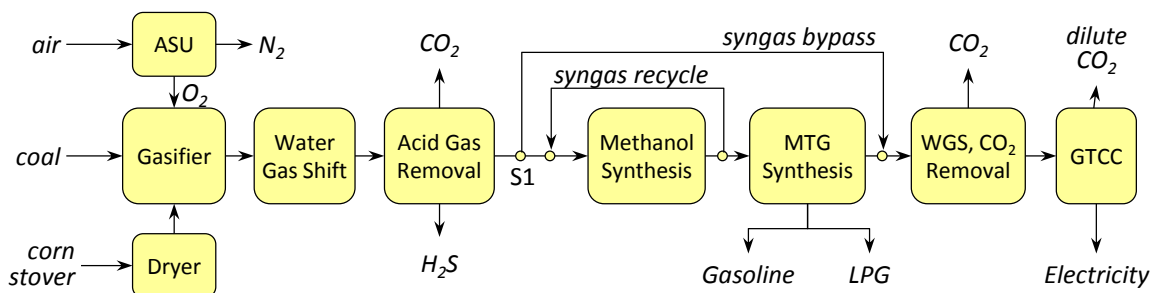 air
ASU
N2
O2
coal
Gasifier
corn
stover
Dryer
Water
Gas Shift
CO2
Acid Gas
Removal
H2S
S1
syngas bypass
syngas recycle
Methanol
Synthesis
MTG
Synthesis
Gasoline
LPG
CO2
WGS, CO2
Removal
dilute
CO2
GTCC
Electricity